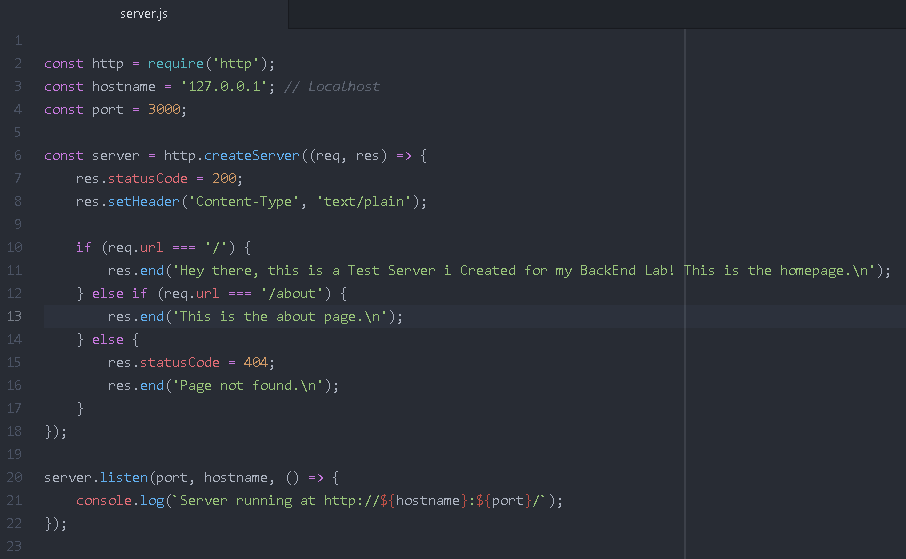 server.js
1
2 const http = require('http');
3 const hostname = '127.0.0.1'; // Localhost
4 const port = 3000;
5
6 const server = http.createServer((req, res) => {
7     res.statusCode = 200;
8     res.setHeader('Content-Type', 'text/plain');
9
10     if (req.url === '/') {
11         res.end('Hey there, this is a Test Server i Created for my BackEnd Lab! This is the homepage.\n');
12     } else if (req.url === '/about') {
13         res.end('This is the about page.\n');
14     } else {
15         res.statusCode = 404;
16         res.end('Page not found.\n');
17     }
18 });
19
20 server.listen(port, hostname, () => {
21     console.log(`Server running at http://${hostname}:${port}/`);
22 });
23